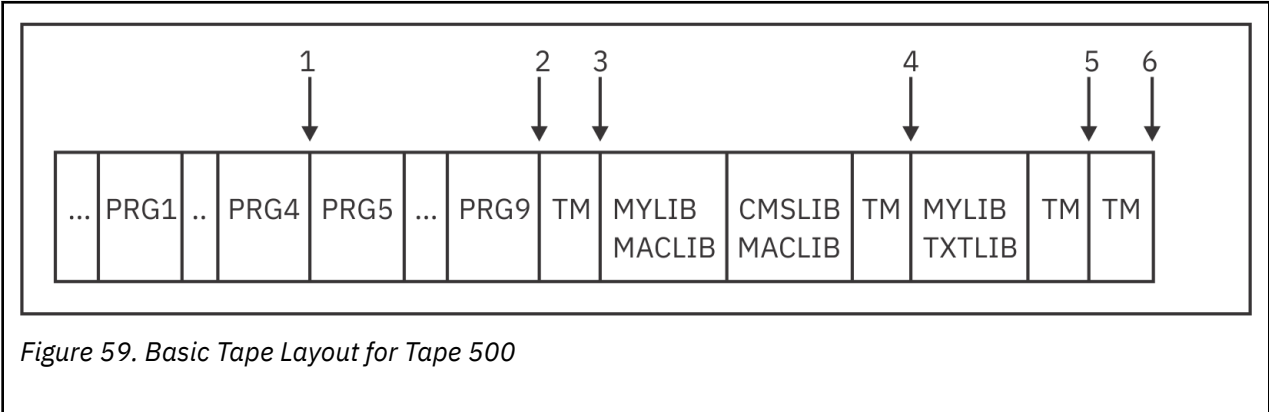 1 2 3 4 5 6
... PRG1 .. PRG4 PRG5 ... PRG9 TM MYLIB CMSLIB TM MYLIB TM TM
MACLIB MACLIB TXTLIB
Figure 59. Basic Tape Layout for Tape 500